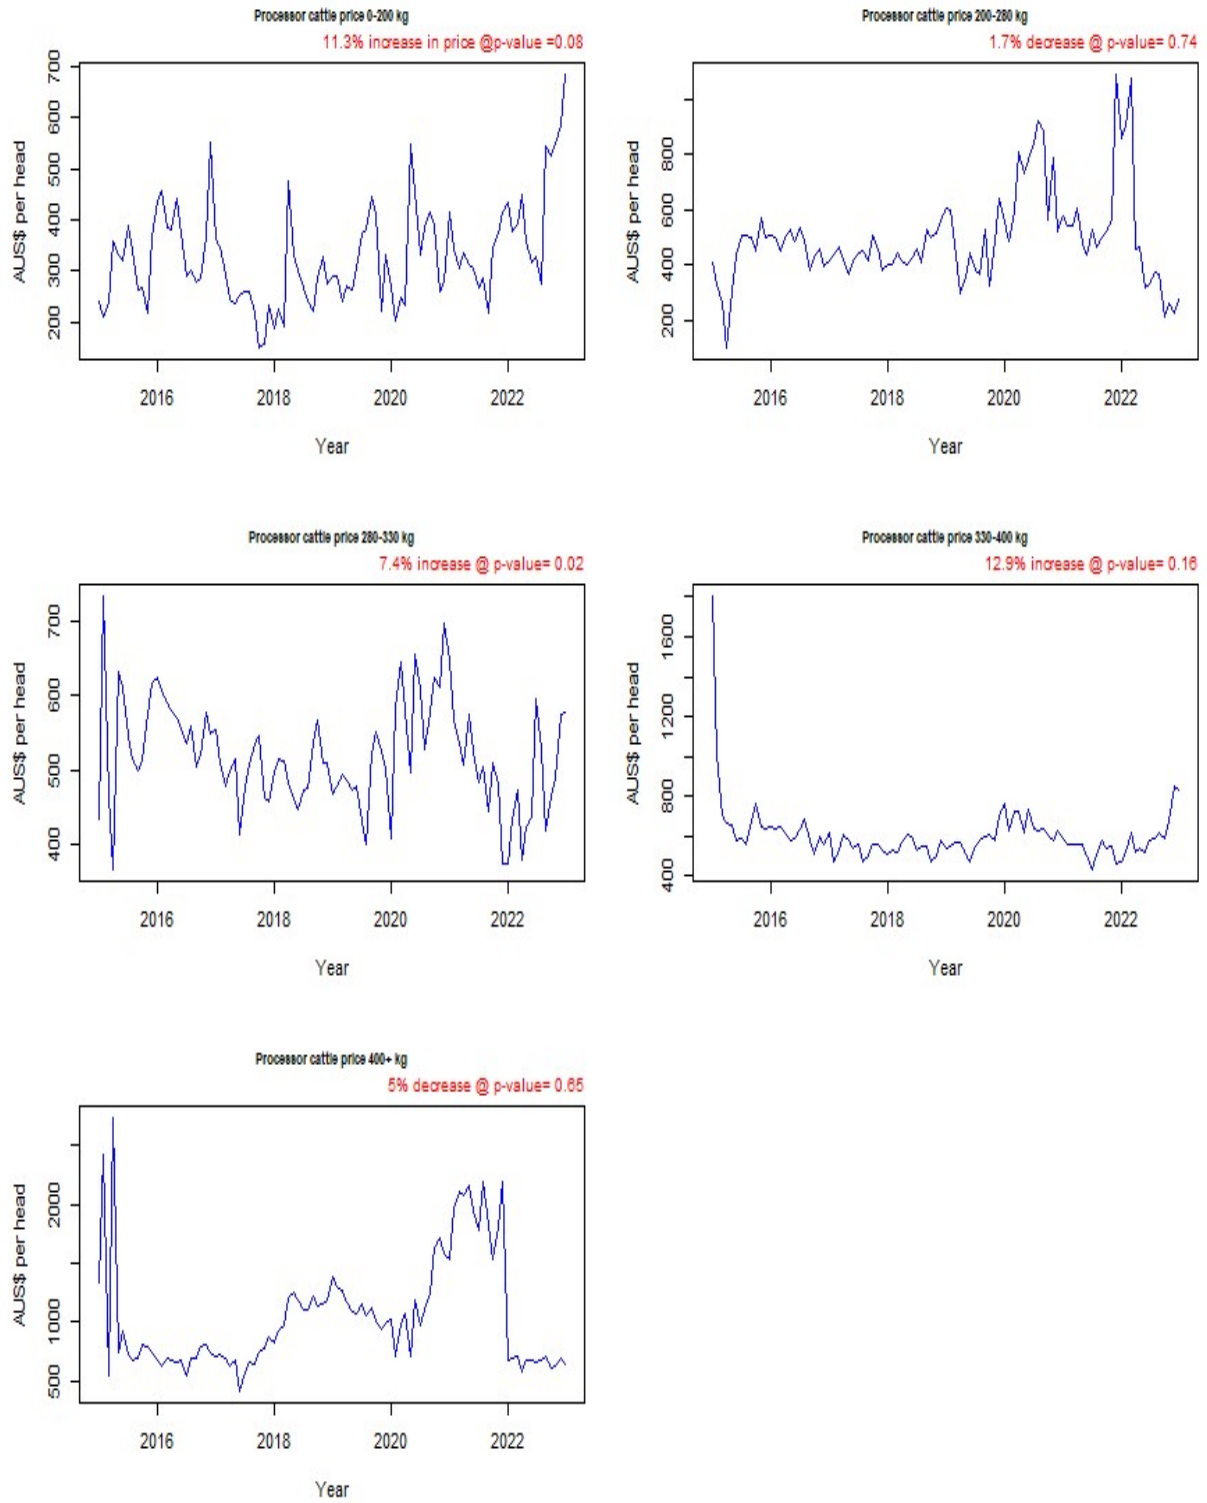 Processor cattle price 0-200 kg
11.3% increase in price @p-value =0.08
AUS$ per head
700
600
500
400
300
200
2016 2018 2020 2022
Year
Processor cattle price 200-280 kg
1.7% decrease @ p-value= 0.74
AUS$ per head
800
600
400
200
2016 2018 2020 2022
Year
Processor cattle price 280-330 kg
7.4% increase @ p-value= 0.02
AUS$ per head
700
600
500
400
2016 2018 2020 2022
Year
Processor cattle price 330-400 kg
12.9% increase @ p-value= 0.16
AUS$ per head
1600
1200
800
400
2016 2018 2020 2022
Year
Processor cattle price 400+ kg
5% decrease @ p-value= 0.65
AUS$ per head
2000
1000
500
2016 2018 2020 2022
Year